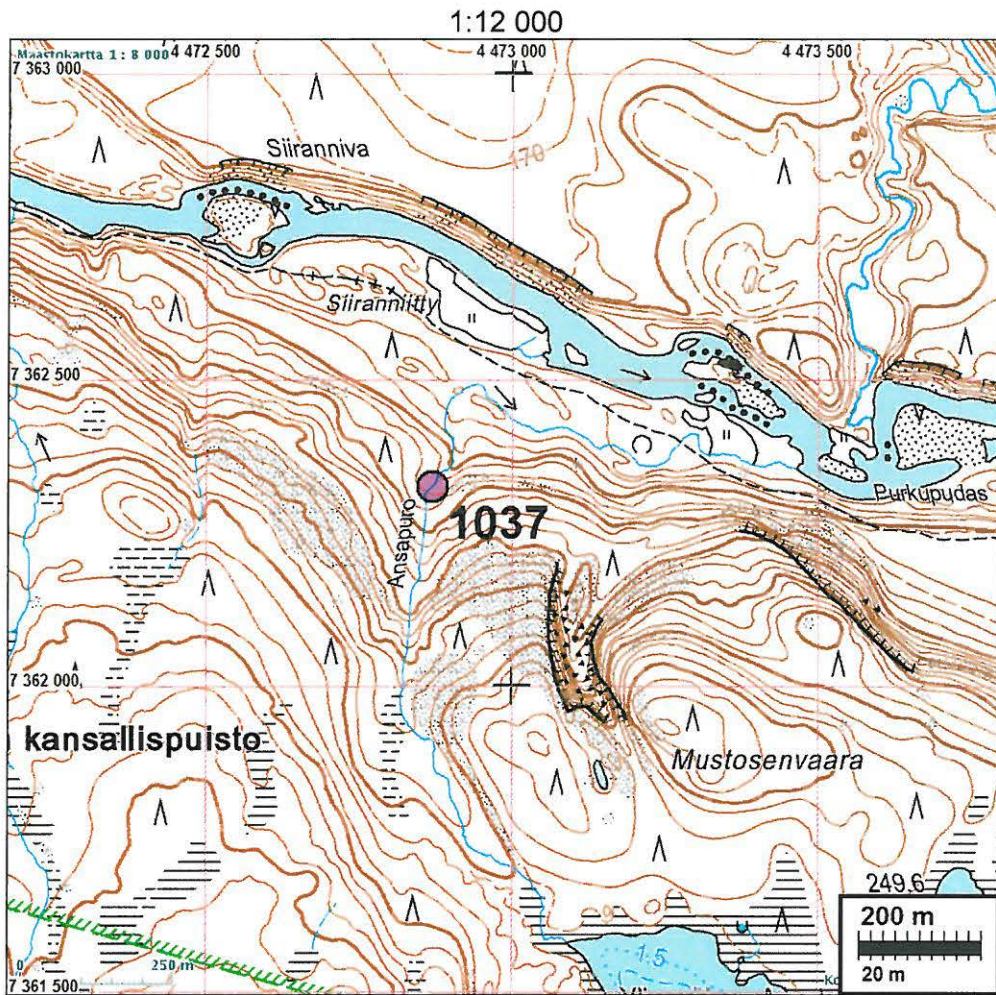 1:12 000
Maastokartta 1 : 8 000
4 472 500
4 473 000
4 473 500
7 363 000
Siiranniva
170
Siiranniitty
7 362 500
Purkupydas
Ansapuro
1037
7 362 000
kansallispuisto
Mustosenvaara
249.6
200 m
20 m
1.5
0
250 m
7 361 500